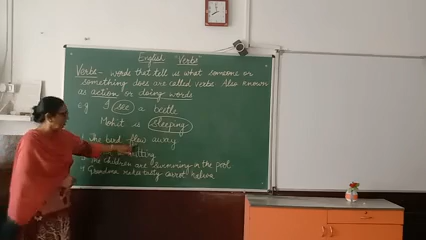 English "Verbs"
Verbs - words that tell us what someone or
something does are called verbs Also known
as action or doing words
eg I see a beetle
Mohit is sleeping
The bird flew away
The children are swimming in the pool
Grandma tasty carrot halwa